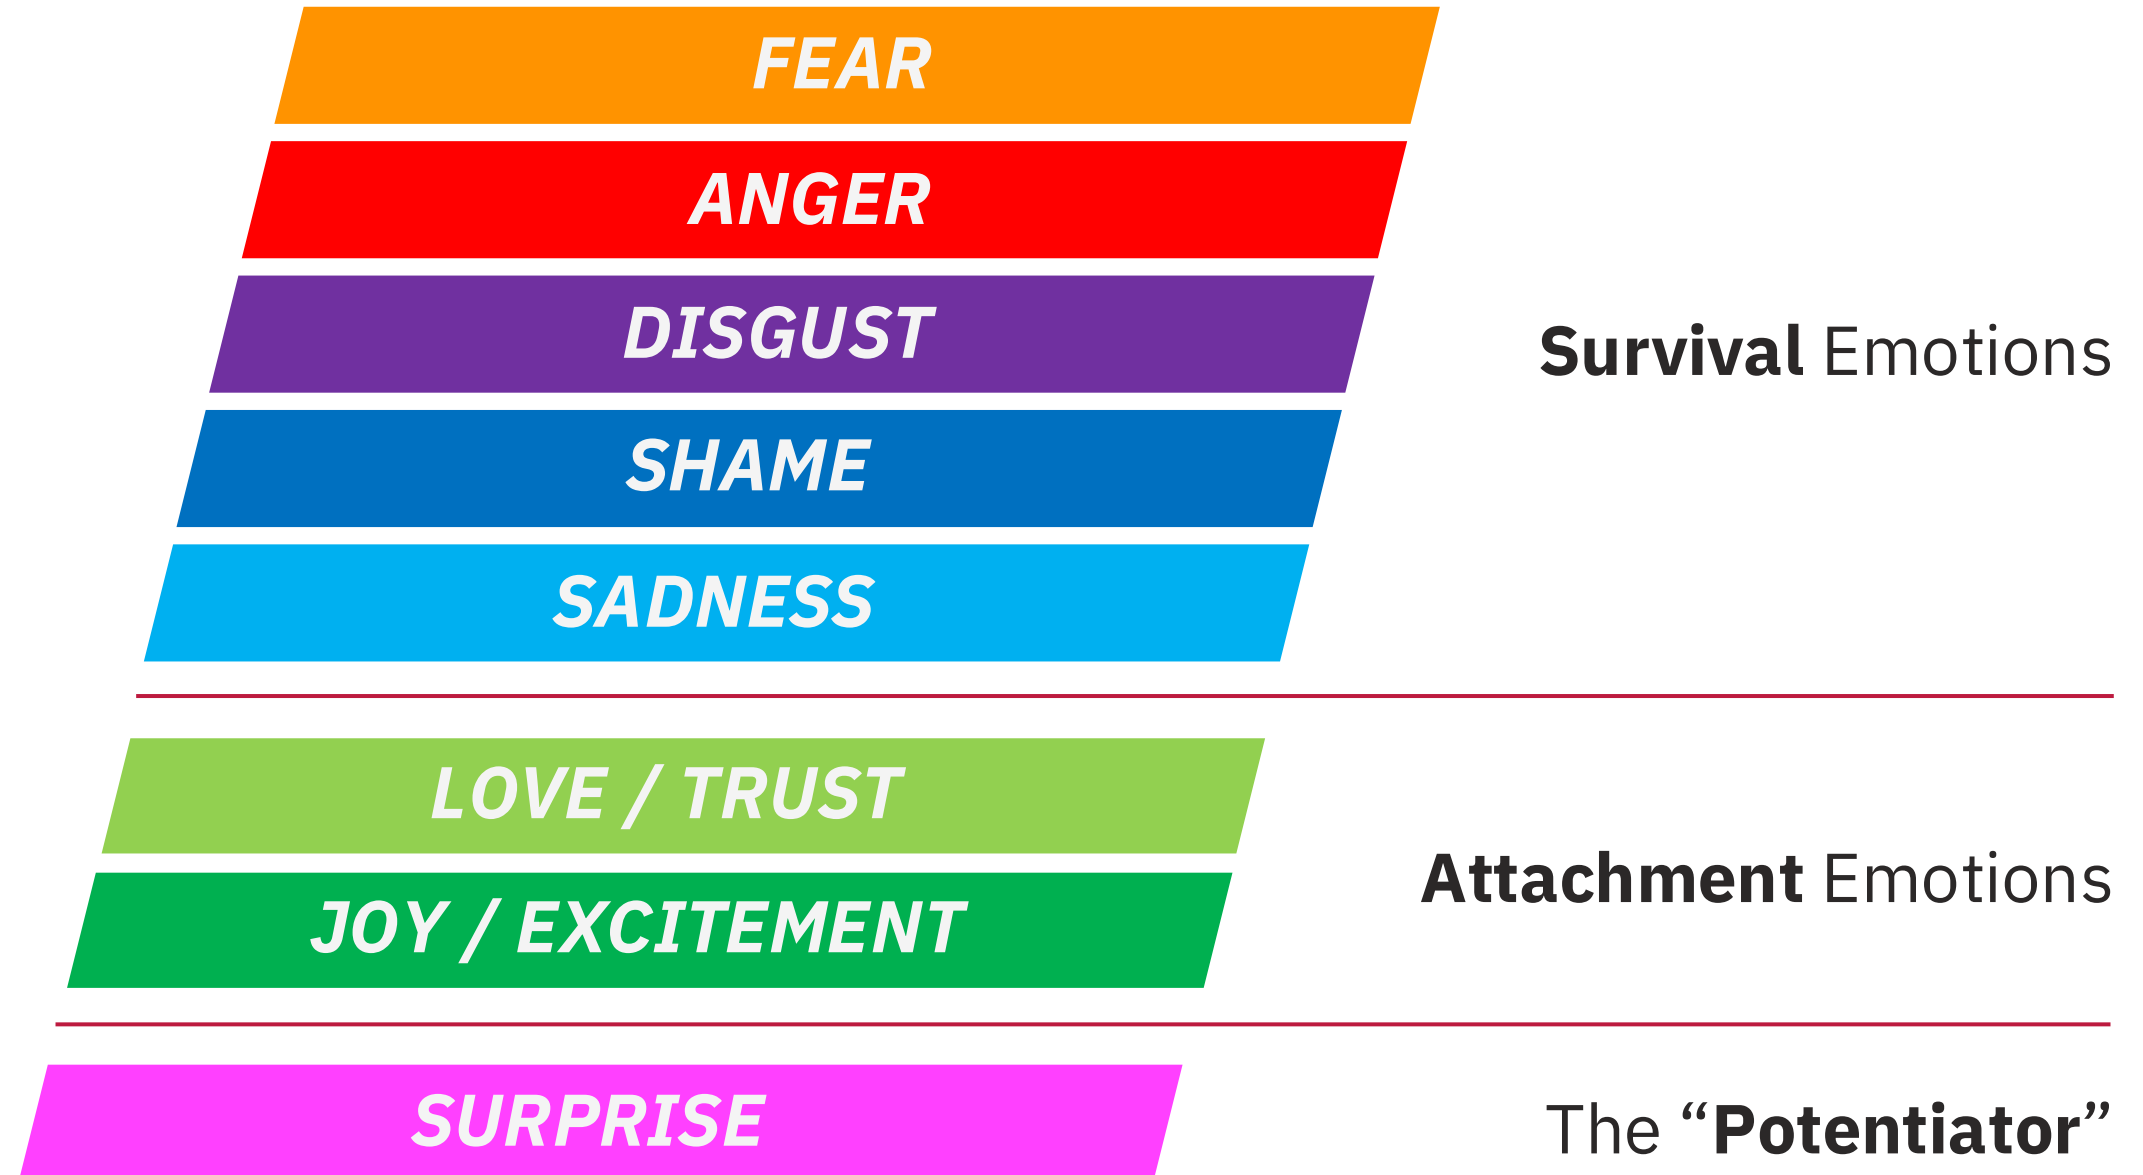 FEAR
ANGER
DISGUST
Survival Emotions
SHAME
SADNESS
LOVE / TRUST
Attachment Emotions
JOY / EXCITEMENT
SURPRISE
The “Potentiator”